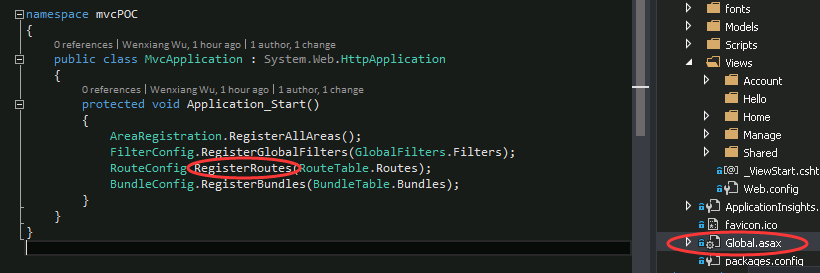 namespace mvcPOC
{
0 references | Wenxiang Wu, 1 hour ago | 1 author, 1 change
public class MvcApplication : System.Web.HttpApplication
{
0 references | Wenxiang Wu, 1 hour ago | 1 author, 1 change
protected void Application_Start()
{
AreaRegistration.RegisterAllAreas();
FilterConfig.RegisterGlobalFilters(GlobalFilters.Filters);
RouteConfig.RegisterRoutes(RouteTable.Routes);
BundleConfig.RegisterBundles(BundleTable.Bundles);
}
}
}
fonts
Models
Scripts
Views
Account
Hello
Home
Manage
Shared
_ViewStart.csht
Web.config
ApplicationInsights.
favicon.ico
Global.asax
packages.config